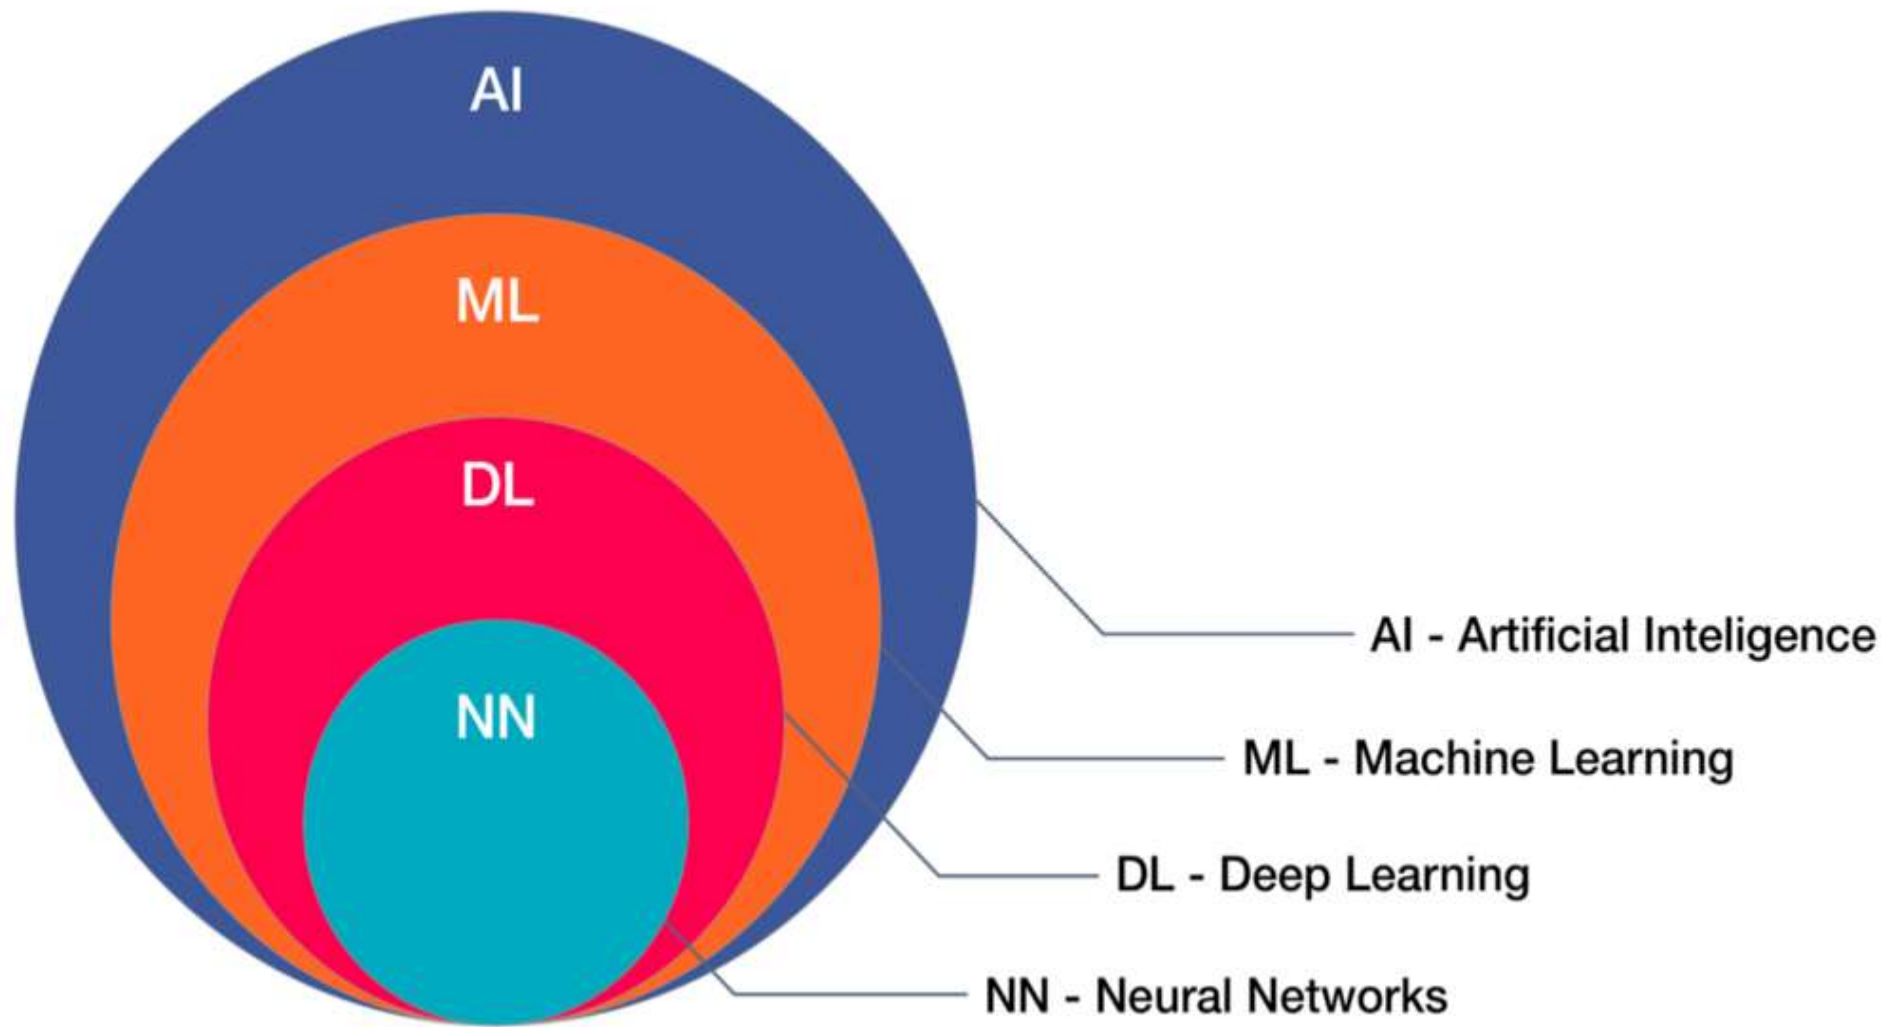 AI
ML
DL
NN
AI - Artificial Inteligence
ML - Machine Learning
DL - Deep Learning
NN - Neural Networks